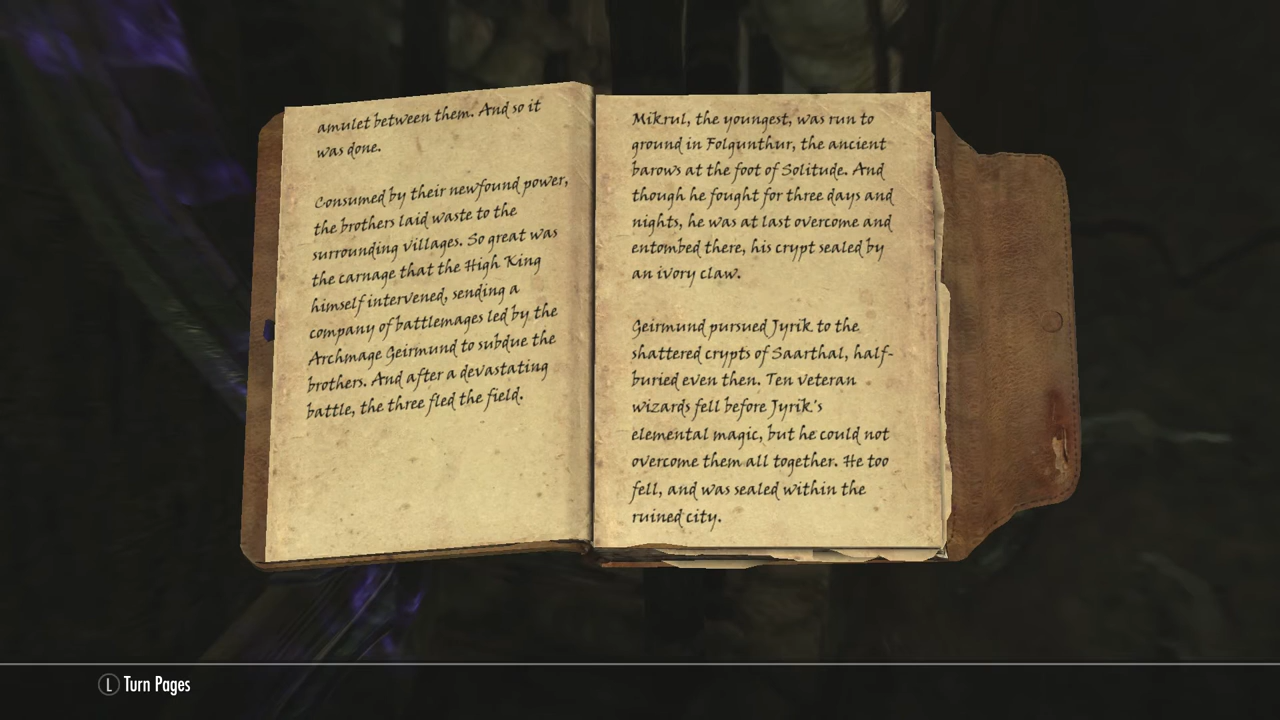 amulet between them. And so it
was done.
Consumed by their newfound power,
the brothers laid waste to the
surrounding villages. So great was
the carnage that the High King
himself intervened, sending a
company of battlemages led by the
Archmage Geirmund to subdue the
brothers. And after a devastating
battle, the three fled the field.
Mikrul, the youngest, was run to
ground in Folgunthur, the ancient
barows at the foot of Solitude. And
though he fought for three days and
nights, he was at last overcome and
entombed there, his crypt sealed by
an ivory claw.
Geirmund pursued Jyrik to the
shattered crypts of Saarthal, half-
buried even then. Ten veteran
wizards fell before Jyrik's
elemental magic, but he could not
overcome them all together. He too
fell, and was sealed within the
ruined city.
L Turn Pages